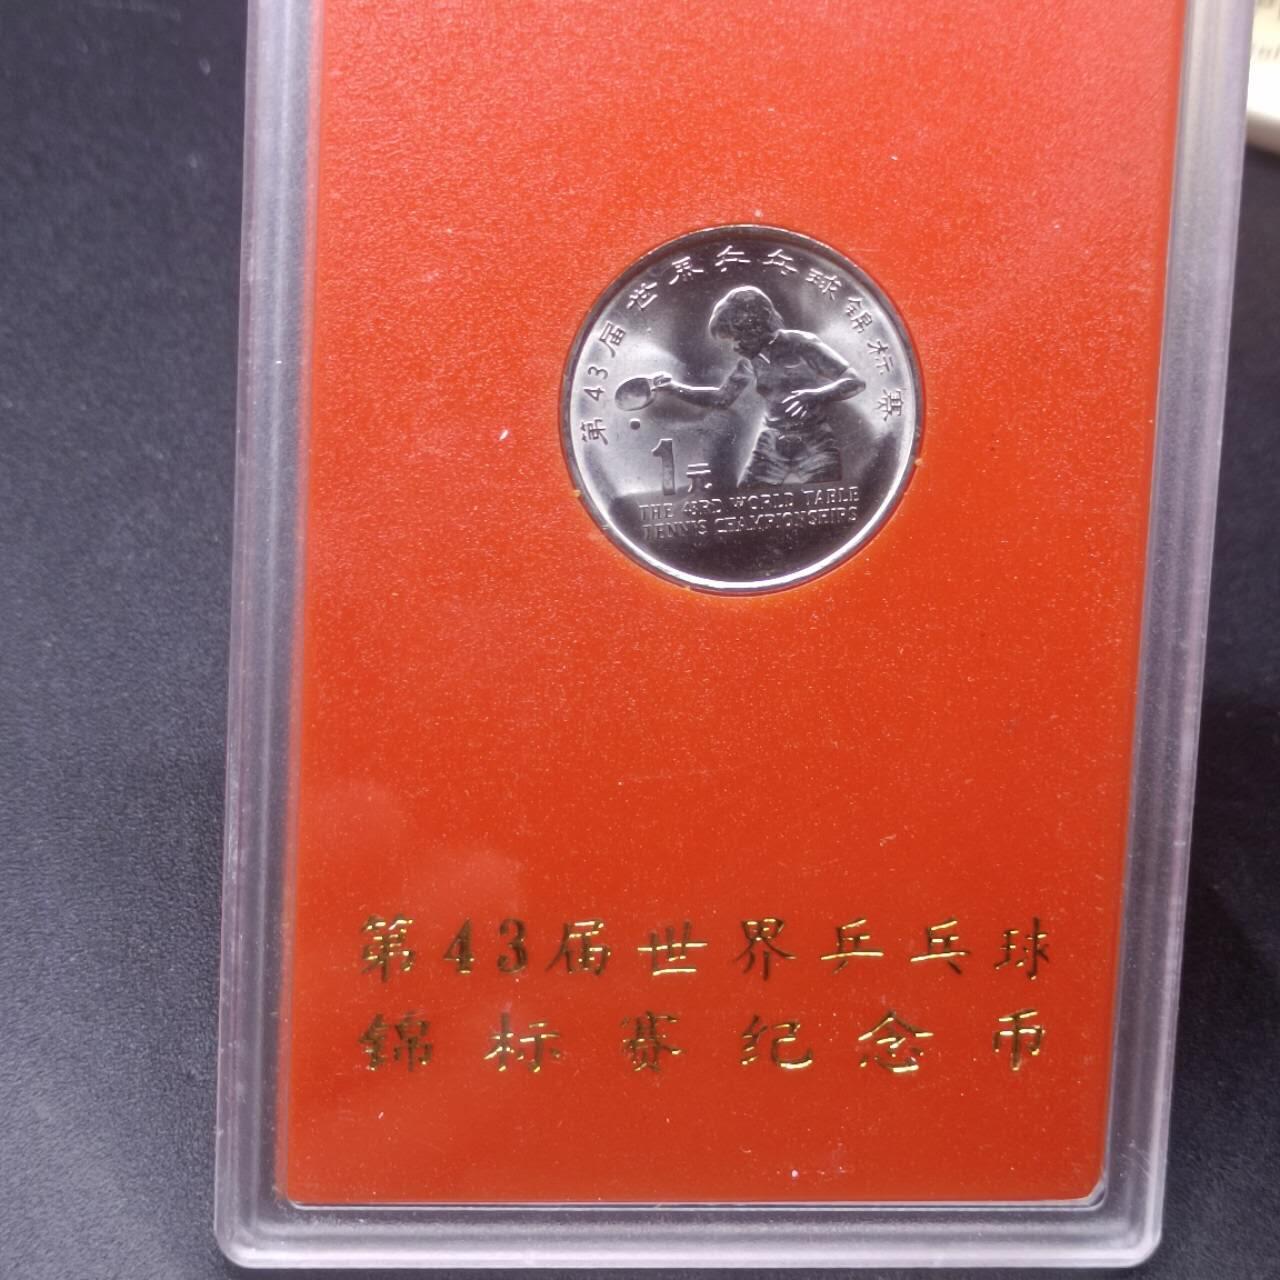 第43届世界乒乓球锦标赛
1元
THE 43RD WORLD TABLE
TENNIS CHAMPIONSHIPS
第43届世界乒乓球
锦标赛纪念币